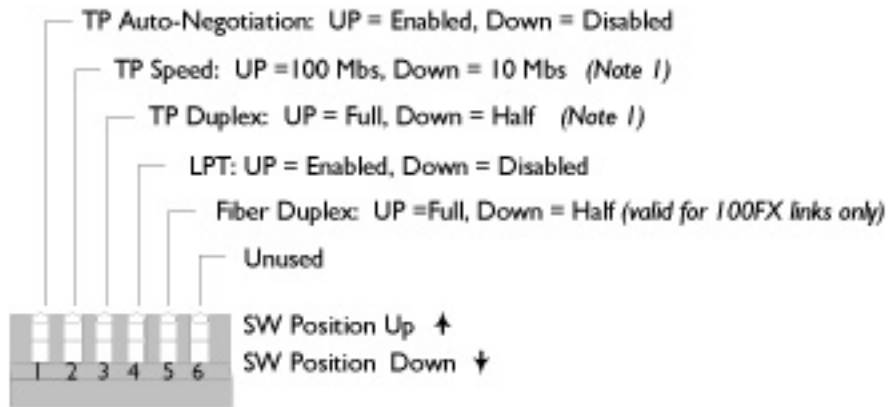 TP Auto-Negotiation: UP = Enabled, Down = Disabled
TP Speed: UP =100 Mbs, Down = 10 Mbs (Note 1)
TP Duplex: UP = Full, Down = Half (Note 1)
LPT: UP = Enabled, Down = Disabled
Fiber Duplex: UP =Full, Down = Half (valid for 100FX links only)
Unused
SW Position Up
SW Position Down
1 2 3 4 5 6